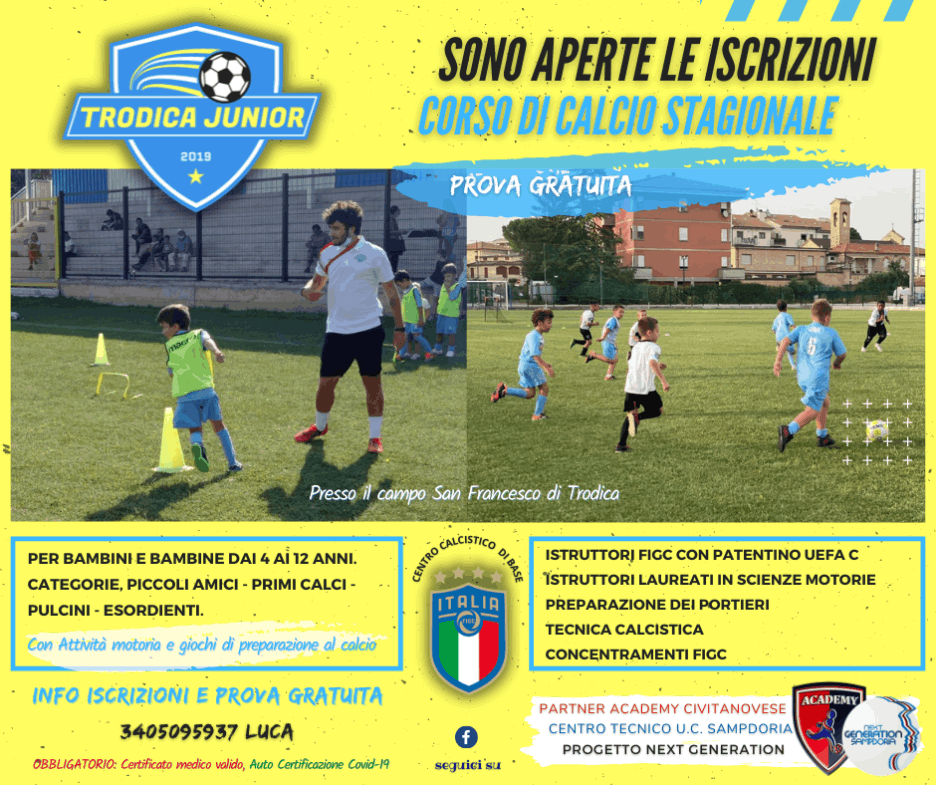 TRODICA JUNIOR
2019
SONO APERTE LE ISCRIZIONI
CORSO DI CALCIO STAGIONALE
PROVA GRATUITA
Presso il campo San Francesco di Trodica
PER BAMBINI E BAMBINE DAI 4 AI 12 ANNI.
CATEGORIE, PICCOLI AMICI - PRIMI CALCI -
PULCINI - ESORDIENTI.
Con Attività motoria e giochi di preparazione al calcio
CENTRO CALCISTICO DI BASE
ITALIA
FIGC
ISTRUTTORI FIGC CON PATENTINO UEFA C
ISTRUTTORI LAUREATI IN SCIENZE MOTORIE
PREPARAZIONE DEI PORTIERI
TECNICA CALCISTICA
CONCENTRAMENTI FIGC
INFO ISCRIZIONI E PROVA GRATUITA
3405095937 LUCA
OBBLIGATORIO: Certificato medico valido, Auto Certificazione Covid-19
seguici su
PARTNER ACADEMY CIVITANOVESE
CENTRO TECNICO U.C. SAMPDORIA
PROGETTO NEXT GENERATION
ACADEMY
NEXT
GENERATION
SAMPDORIA